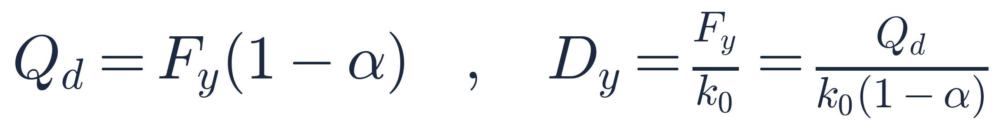 Q_d = F_y(1 − α) , D_y = F_y/k_0 = Q_d/(k_0(1 − α))